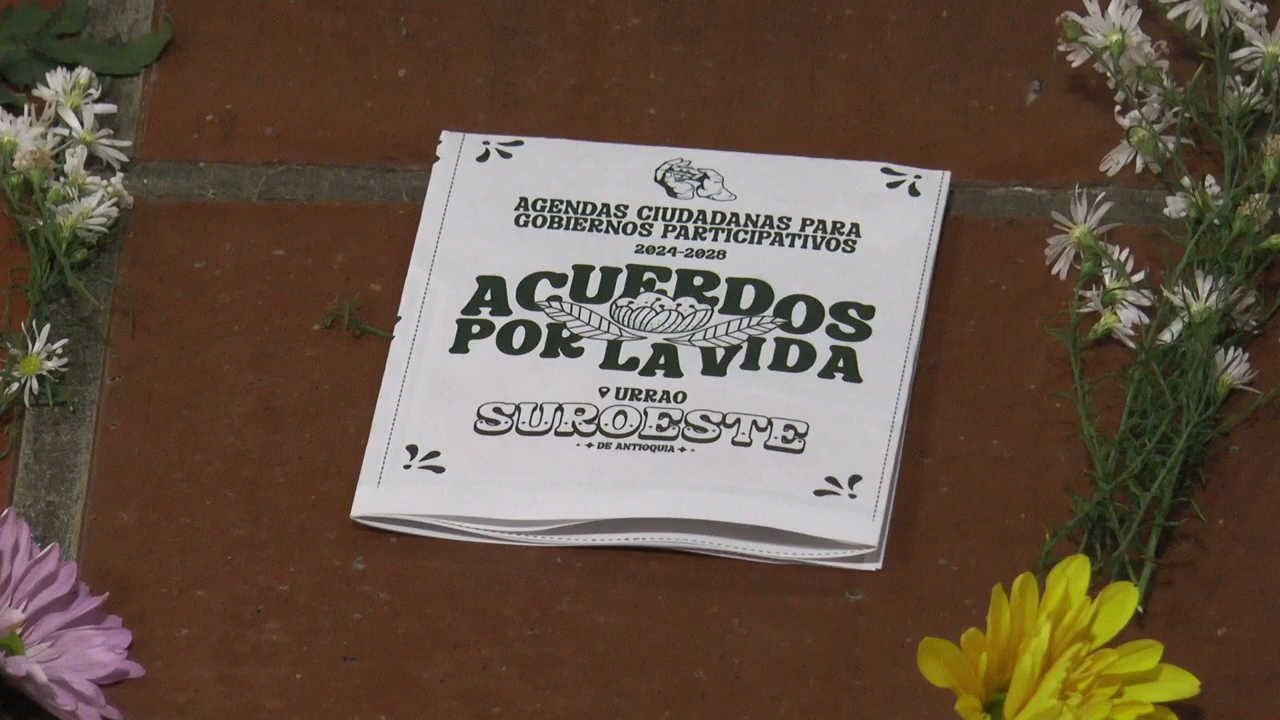 AGENDAS CIUDADANAS PARA
GOBIERNOS PARTICIPATIVOS
2024-2028
ACUERDOS
POR LA VIDA
URRAO
SUROESTE
DE ANTIOQUIA